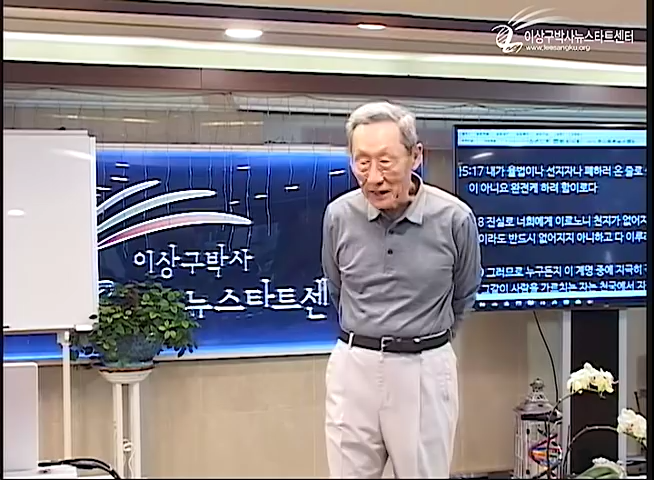 이상구박사뉴스타트센터
www.leesangku.org
이상구박사
뉴스타트센
15:17 내가 율법이나 선지자나 폐하러 온 줄로
이 아니요 완전케 하려 함이로다
8 진실로 너희에게 이르노니 천지가 없어지
이라도 반드시 없어지지 아니하고 다 이루
그러므로 누구든지 이 계명 중에 지극히
그같이 사람을 가르치는 자는 천국에서 지